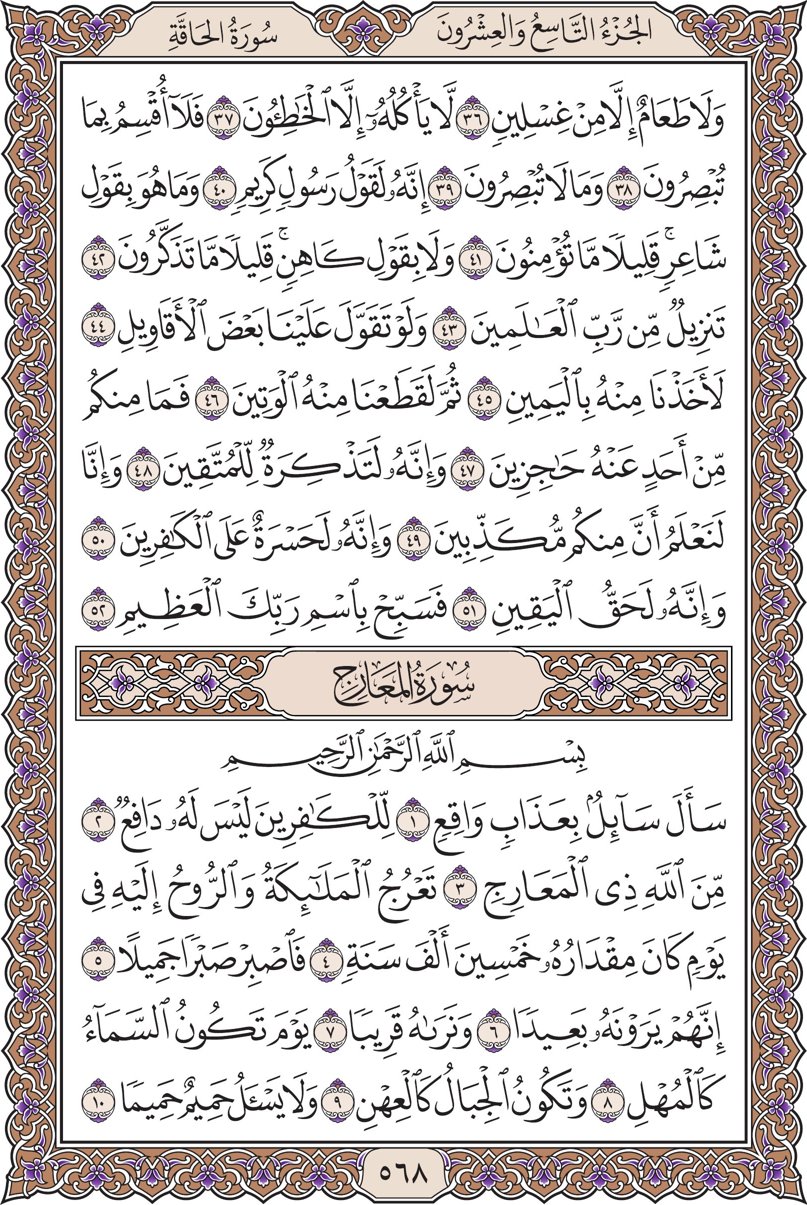 الجُزْءُ التَّاسِعُ وَالعِشْرُونَ
سُورَةُ الحَاقَّةِ
وَلَا طَعَامٌ إِلَّا مِنْ غِسْلِينٍ ٣٦ لَّا يَأْكُلُهُۥٓ إِلَّا ٱلْخَٰطِـُٔونَ ٣٧ فَلَآ أُقْسِمُ بِمَا
تُبْصِرُونَ ٣٨ وَمَا لَا تُبْصِرُونَ ٣٩ إِنَّهُۥ لَقَوْلُ رَسُولٍ كَرِيمٍ ٤٠ وَمَا هُوَ بِقَوْلِ
شَاعِرٍ ۚ قَلِيلًا مَّا تُؤْمِنُونَ ٤١ وَلَا بِقَوْلِ كَاهِنٍ ۚ قَلِيلًا مَّا تَذَكَّرُونَ ٤٢
تَنزِيلٌ مِّن رَّبِّ ٱلْعَٰلَمِينَ ٤٣ وَلَوْ تَقَوَّلَ عَلَيْنَا بَعْضَ ٱلْأَقَاوِيلِ ٤٤
لَأَخَذْنَا مِنْهُ بِٱلْيَمِينِ ٤٥ ثُمَّ لَقَطَعْنَا مِنْهُ ٱلْوَتِينَ ٤٦ فَمَا مِنكُم
مِّنْ أَحَدٍ عَنْهُ حَٰجِزِينَ ٤٧ وَإِنَّهُۥ لَتَذْكِرَةٌ لِّلْمُتَّقِينَ ٤٨ وَإِنَّا
لَنَعْلَمُ أَنَّ مِنكُم مُّكَذِّبِينَ ٤٩ وَإِنَّهُۥ لَحَسْرَةٌ عَلَى ٱلْكَٰفِرِينَ ٥٠
وَإِنَّهُۥ لَحَقُّ ٱلْيَقِينِ ٥١ فَسَبِّحْ بِٱسْمِ رَبِّكَ ٱلْعَظِيمِ ٥٢
سُورَةُ المَعَارِجِ
بِسْمِ ٱللَّهِ ٱلرَّحْمَٰنِ ٱلرَّحِيمِ
سَأَلَ سَآئِلٌۢ بِعَذَابٍ وَاقِعٍ ١ لِّلْكَٰفِرِينَ لَيْسَ لَهُۥ دَافِعٌ ٢
مِّنَ ٱللَّهِ ذِى ٱلْمَعَارِجِ ٣ تَعْرُجُ ٱلْمَلَٰٓئِكَةُ وَٱلرُّوحُ إِلَيْهِ فِى
يَوْمٍ كَانَ مِقْدَارُهُۥ خَمْسِينَ أَلْفَ سَنَةٍ ٤ فَٱصْبِرْ صَبْرًا جَمِيلًا ٥
إِنَّهُمْ يَرَوْنَهُۥ بَعِيدًا ٦ وَنَرَىٰهُ قَرِيبًا ٧ يَوْمَ تَكُونُ ٱلسَّمَآءُ
كَٱلْمُهْلِ ٨ وَتَكُونُ ٱلْجِبَالُ كَٱلْعِهْنِ ٩ وَلَا يَسْـَٔلُ حَمِيمٌ حَمِيمًا ١٠
٥٦٨